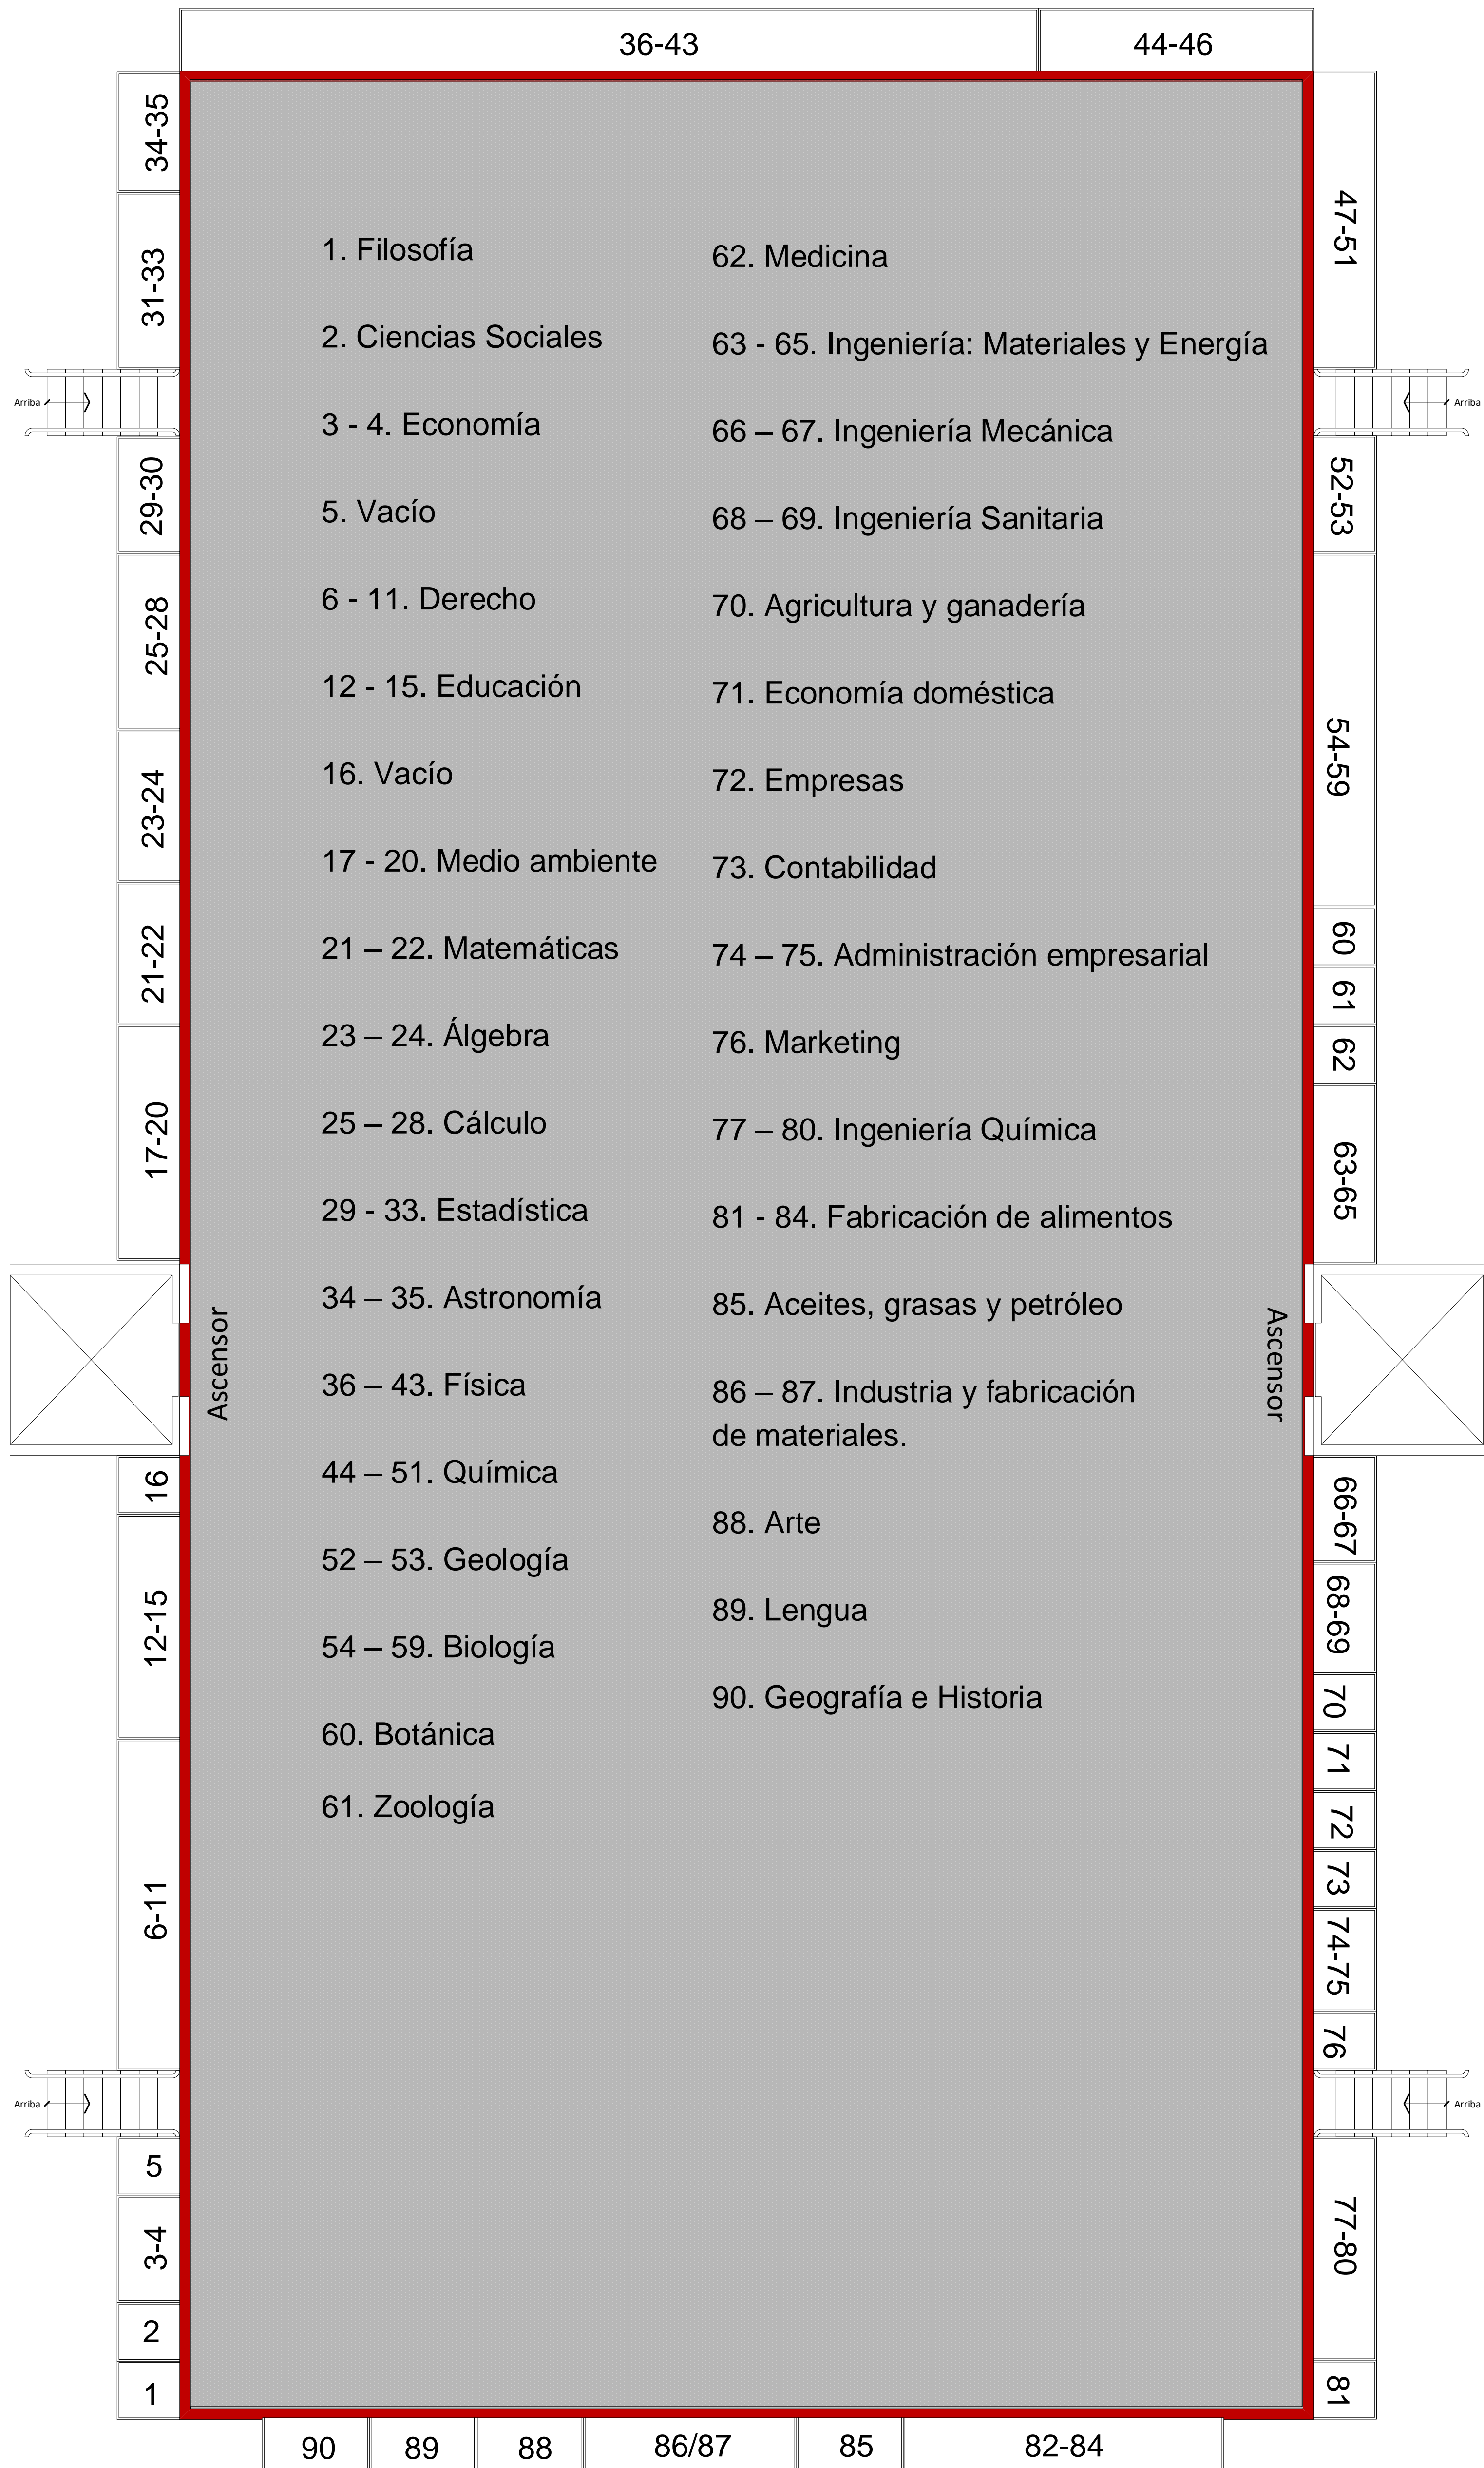 36-43
44-46
34-35
31-33
Arriba
29-30
25-28
23-24
21-22
17-20
Ascensor
16
12-15
6-11
Arriba
5
3-4
2
1
1. Filosofía
2. Ciencias Sociales
3 - 4. Economía
5. Vacío
6 - 11. Derecho
12 - 15. Educación
16. Vacío
17 - 20. Medio ambiente
21 – 22. Matemáticas
23 – 24. Álgebra
25 – 28. Cálculo
29 - 33. Estadística
34 – 35. Astronomía
36 – 43. Física
44 – 51. Química
52 – 53. Geología
54 – 59. Biología
60. Botánica
61. Zoología
62. Medicina
63 - 65. Ingeniería: Materiales y Energía
66 – 67. Ingeniería Mecánica
68 – 69. Ingeniería Sanitaria
70. Agricultura y ganadería
71. Economía doméstica
72. Empresas
73. Contabilidad
74 – 75. Administración empresarial
76. Marketing
77 – 80. Ingeniería Química
81 - 84. Fabricación de alimentos
85. Aceites, grasas y petróleo
86 – 87. Industria y fabricación
de materiales.
88. Arte
89. Lengua
90. Geografía e Historia
47-51
Arriba
52-53
54-59
60
61
62
63-65
Ascensor
66-67
68-69
70
71
72
73
74-75
76
Arriba
77-80
81
90
89
88
86/87
85
82-84